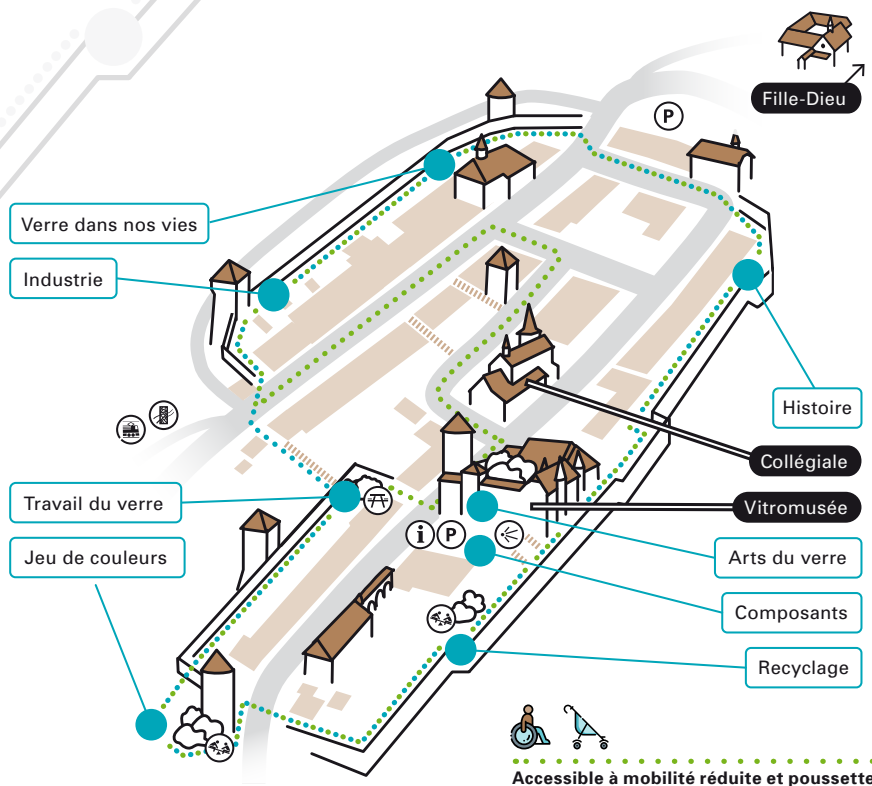 Fille-Dieu
P
Verre dans nos vies
Industrie
Histoire
Collégiale
Travail du verre
Vitromusée
i P
Jeu de couleurs
Arts du verre
Composants
Recyclage
Accessible à mobilité réduite et poussette